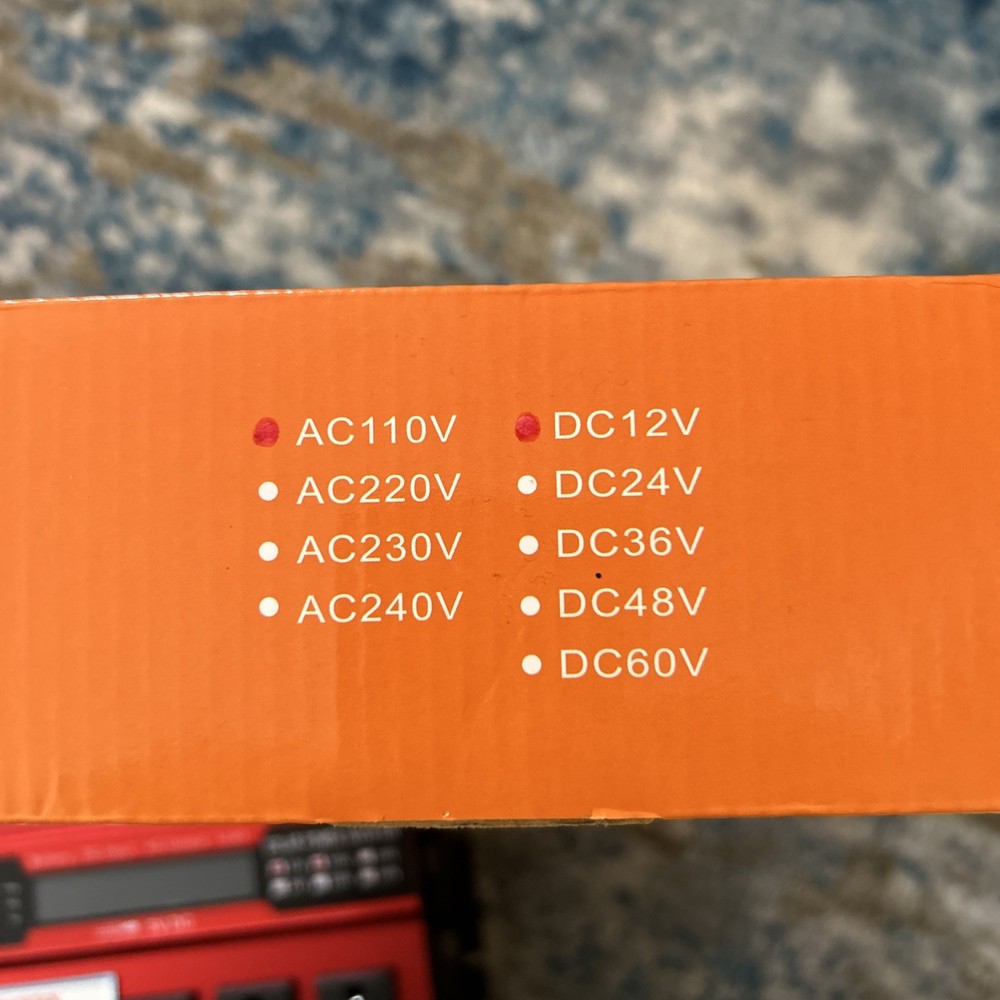 AC110V
AC220V
AC230V
AC240V
DC12V
DC24V
DC36V
DC48V
DC60V